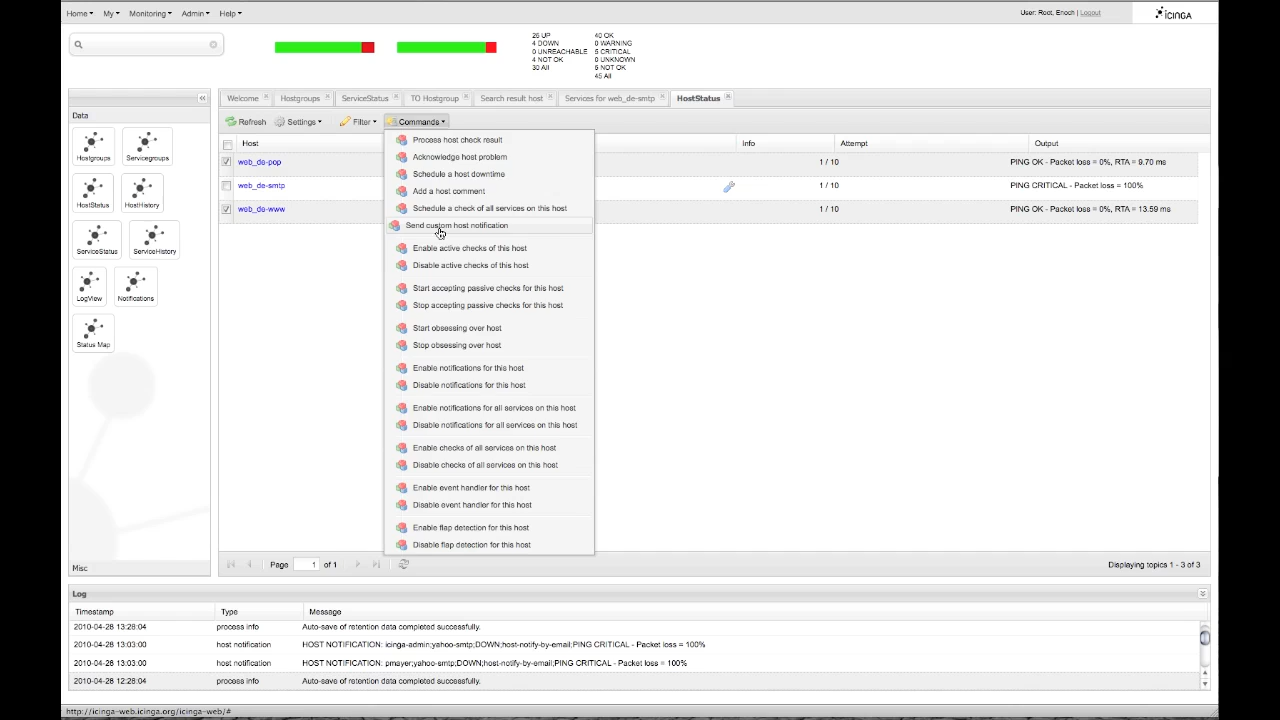 Home My Monitoring Admin Help
User: Root, Enoch | Logout
iCINGA
26 UP
4 DOWN
0 UNREACHABLE
4 NOT OK
30 All
40 OK
0 WARNING
5 CRITICAL
0 UNKNOWN
5 NOT OK
45 All
Welcome Hostgroups ServiceStatus TO Hostgroup Search result host Services for web_de-smtp HostStatus
Data
Hostgroups Servicegroups
HostStatus HostHistory
ServiceStatus ServiceHistory
LogView Notifications
Status Map
Misc
Refresh Settings Filter Commands
Host Info Attempt Output
web_de-pop 1 / 10 PING OK - Packet loss = 0%, RTA = 9.70 ms
web_de-smtp 1 / 10 PING CRITICAL - Packet loss = 100%
web_de-www 1 / 10 PING OK - Packet loss = 0%, RTA = 13.59 ms
Process host check result
Acknowledge host problem
Schedule a host downtime
Add a host comment
Schedule a check of all services on this host
Send custom host notification
Enable active checks of this host
Disable active checks of this host
Start accepting passive checks for this host
Stop accepting passive checks for this host
Start obsessing over host
Stop obsessing over host
Enable notifications for this host
Disable notifications for this host
Enable notifications for all services on this host
Disable notifications for all services on this host
Enable checks of all services on this host
Disable checks of all services on this host
Enable event handler for this host
Disable event handler for this host
Enable flap detection for this host
Disable flap detection for this host
Page 1 of 1
Displaying topics 1 - 3 of 3
Log
Timestamp Type Message
2010-04-28 13:28:04 process info Auto-save of retention data completed successfully.
2010-04-28 13:03:00 host notification HOST NOTIFICATION: icinga-admin;yahoo-smtp;DOWN;host-notify-by-email;PING CRITICAL - Packet loss = 100%
2010-04-28 13:03:00 host notification HOST NOTIFICATION: pmayer;yahoo-smtp;DOWN;host-notify-by-email;PING CRITICAL - Packet loss = 100%
2010-04-28 12:28:04 process info Auto-save of retention data completed successfully.
http://icinga-web.icinga.org/icinga-web/#